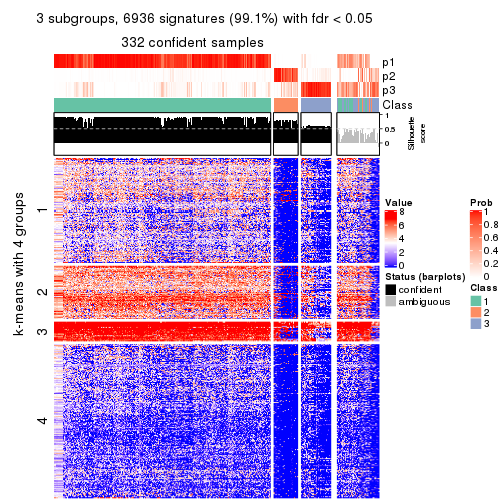 3 subgroups, 6936 signatures (99.1%) with fdr < 0.05
332 confident samples
p1
p2
p3
Class
1
0.5
0
Silhouette
score
k-means with 4 groups
1
2
3
4
Value
8
6
4
2
0
Status (barplots)
confident
ambiguous
Prob
1
0.8
0.6
0.4
0.2
0
Class
1
2
3